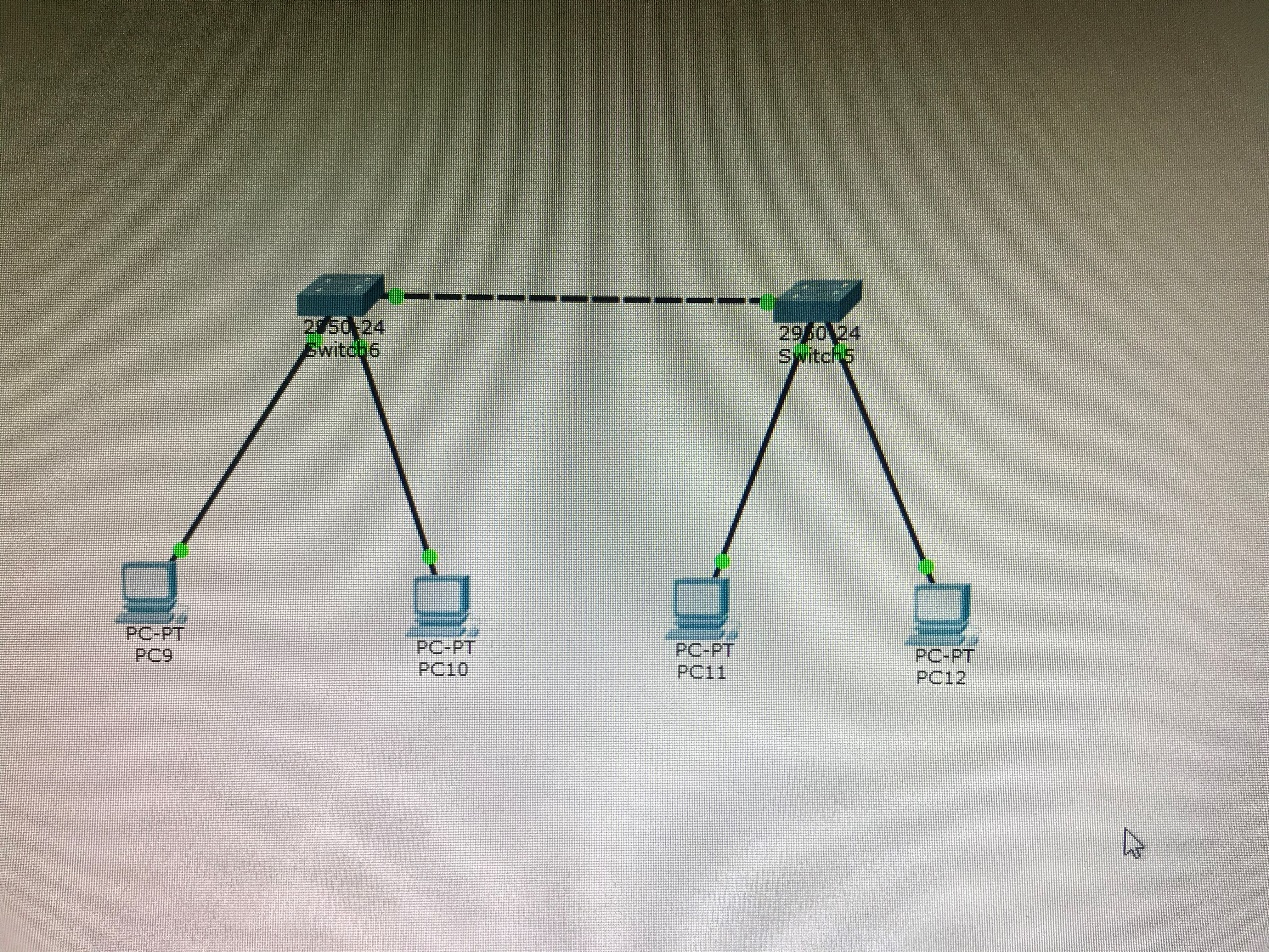 2950-24
Switch6
2950-24
Switch5
PC-PT
PC9
PC-PT
PC10
PC-PT
PC11
PC-PT
PC12